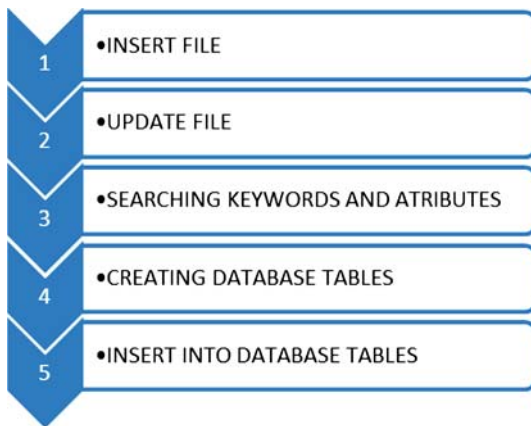 1 •INSERT FILE
2 •UPDATE FILE
3 •SEARCHING KEYWORDS AND ATRIBUTES
4 •CREATING DATABASE TABLES
5 •INSERT INTO DATABASE TABLES